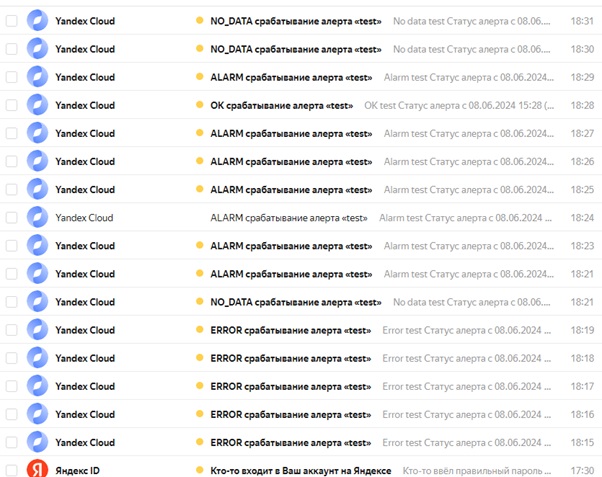 Yandex Cloud NO_DATA срабатывание алерта «test» No data test Статус алерта с 08.06.... 18:31
Yandex Cloud NO_DATA срабатывание алерта «test» No data test Статус алерта с 08.06.... 18:30
Yandex Cloud ALARM срабатывание алерта «test» Alarm test Статус алерта с 08.06.2024... 18:29
Yandex Cloud OK срабатывание алерта «test» OK test Статус алерта с 08.06.2024 15:28 (... 18:28
Yandex Cloud ALARM срабатывание алерта «test» Alarm test Статус алерта с 08.06.2024... 18:27
Yandex Cloud ALARM срабатывание алерта «test» Alarm test Статус алерта с 08.06.2024... 18:26
Yandex Cloud ALARM срабатывание алерта «test» Alarm test Статус алерта с 08.06.2024... 18:25
Yandex Cloud ALARM срабатывание алерта «test» Alarm test Статус алерта с 08.06.2024 ... 18:24
Yandex Cloud ALARM срабатывание алерта «test» Alarm test Статус алерта с 08.06.2024... 18:23
Yandex Cloud ALARM срабатывание алерта «test» Alarm test Статус алерта с 08.06.2024... 18:21
Yandex Cloud NO_DATA срабатывание алерта «test» No data test Статус алерта с 08.06.... 18:21
Yandex Cloud ERROR срабатывание алерта «test» Error test Статус алерта с 08.06.2024 ... 18:19
Yandex Cloud ERROR срабатывание алерта «test» Error test Статус алерта с 08.06.2024 ... 18:18
Yandex Cloud ERROR срабатывание алерта «test» Error test Статус алерта с 08.06.2024 ... 18:17
Yandex Cloud ERROR срабатывание алерта «test» Error test Статус алерта с 08.06.2024 ... 18:16
Yandex Cloud ERROR срабатывание алерта «test» Error test Статус алерта с 08.06.2024 ... 18:15
Я Яндекс ID Кто-то входит в Ваш аккаунт на Яндексе Кто-то ввёл правильный пароль ... 17:30